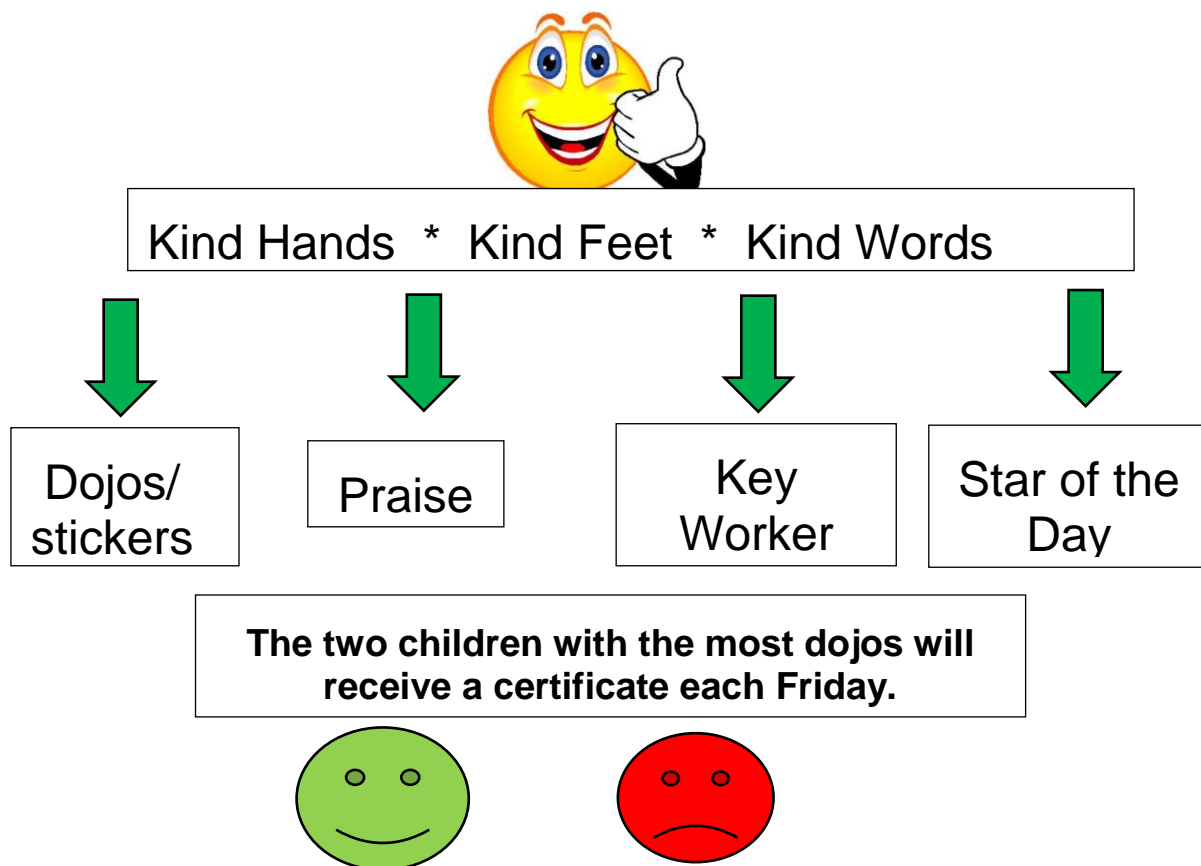 Kind Hands * Kind Feet * Kind Words
Dojos/
stickers
Praise
Key
Worker
Star of the
Day
The two children with the most dojos will
receive a certificate each Friday.